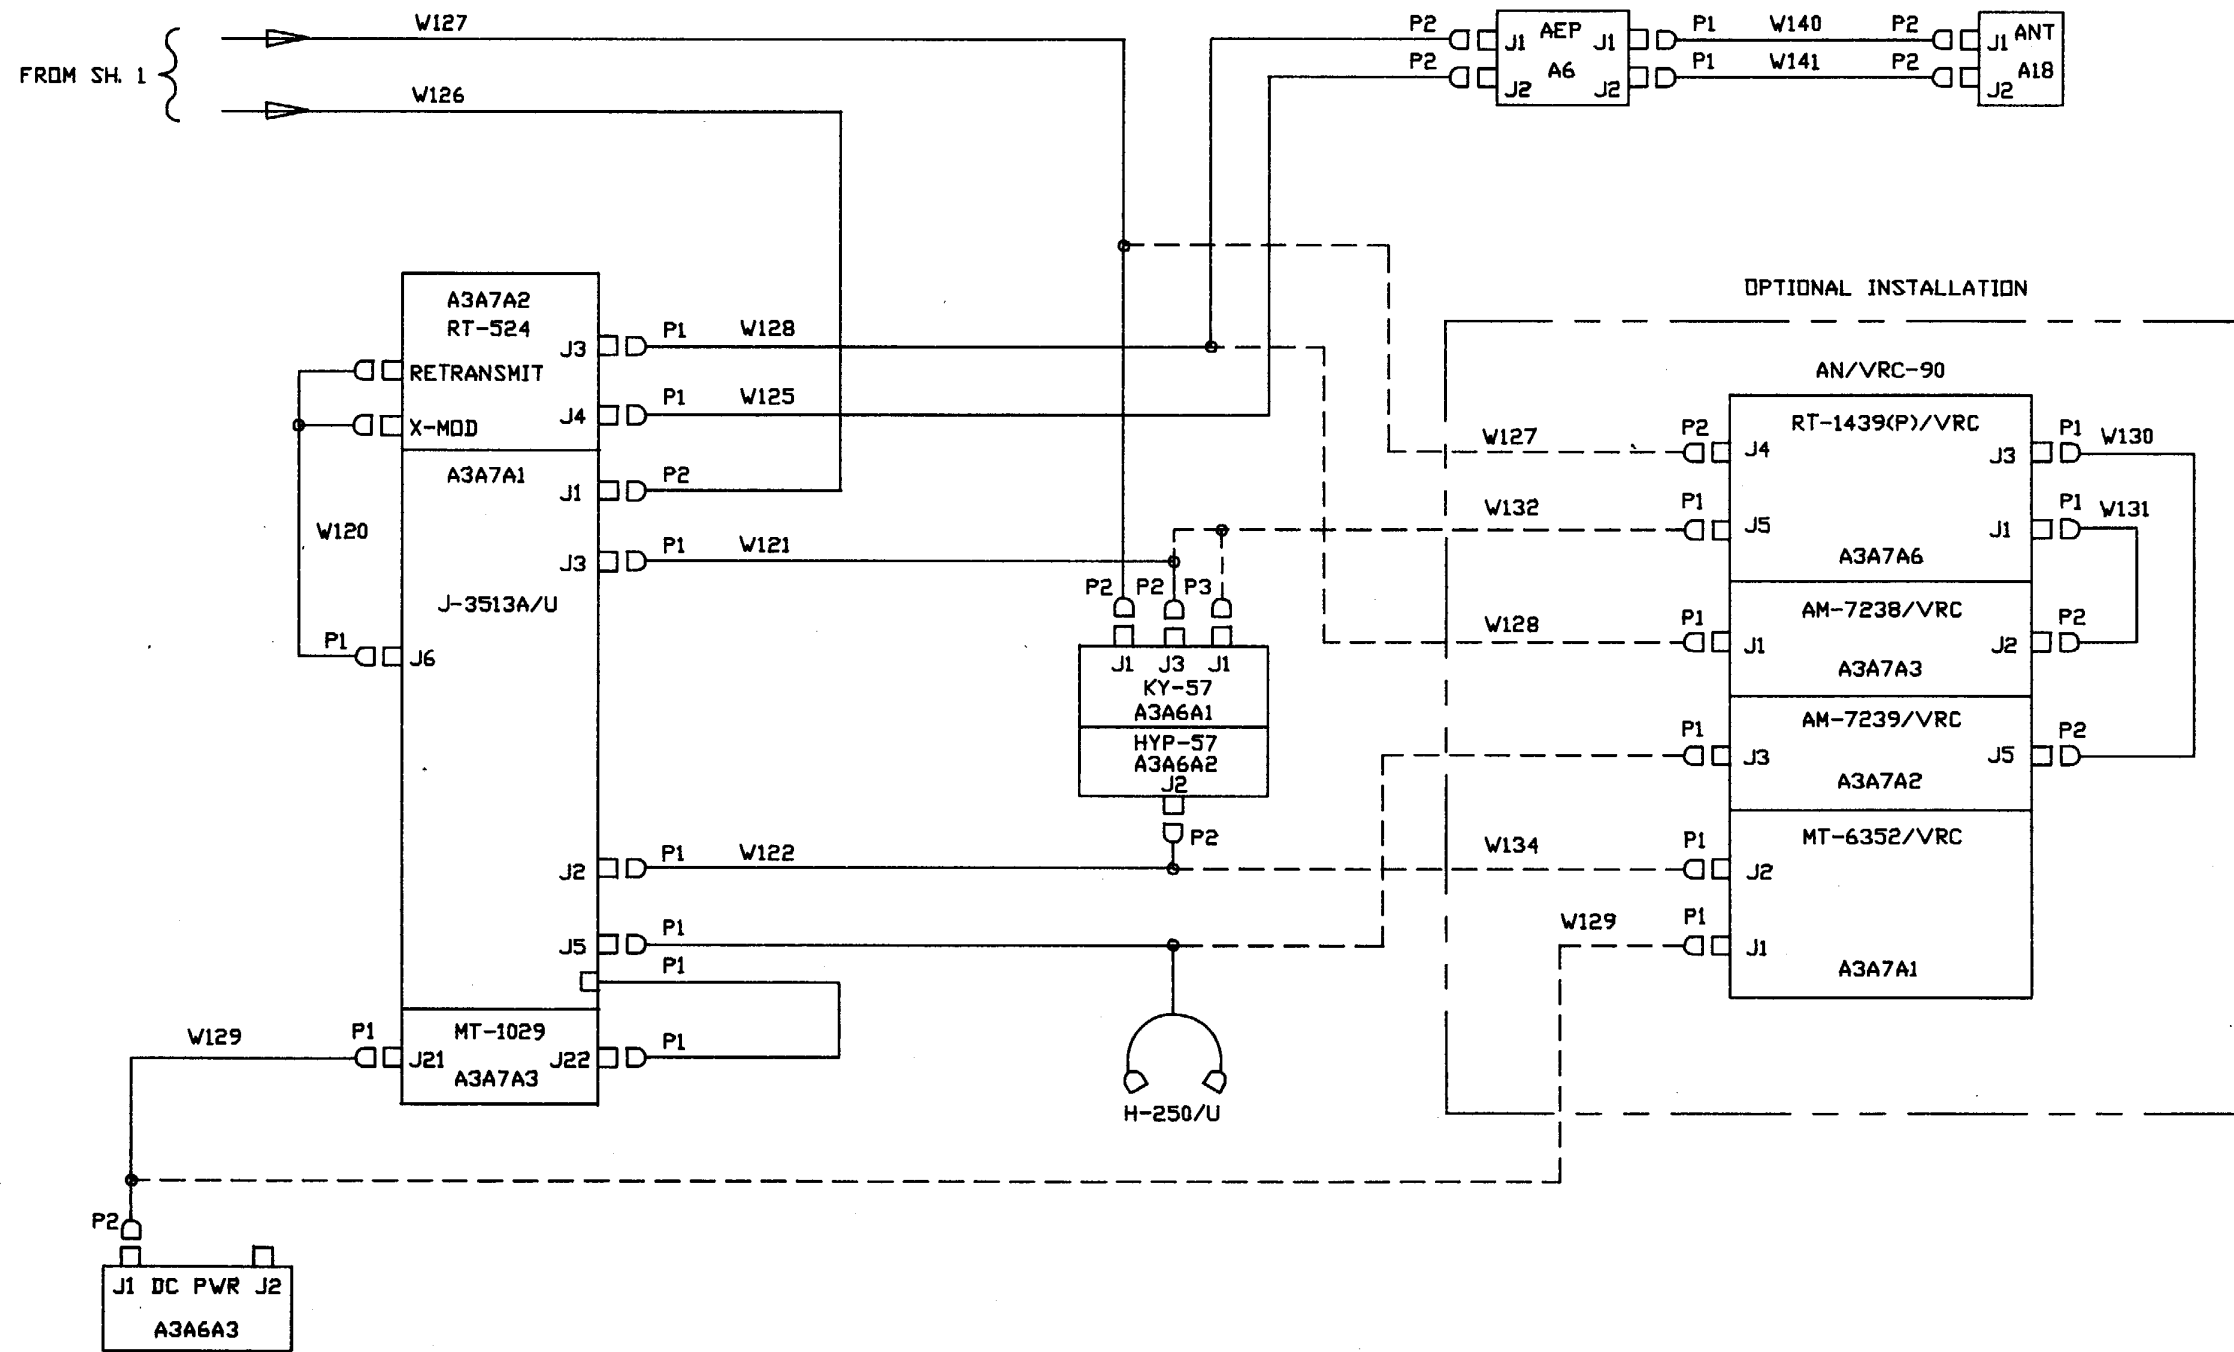 W127
FROM SH. 1
W126
P2
P2
J1 AEP J1
A6
J2 J2
P1 W140 P2
P1 W141 P2
J1 ANT
A18
J2
A3A7A2
RT-524
J3 P1 W128
RETRANSMIT
J4 P1 W125
X-MOD
A3A7A1
J1 P2
W120
J3 P1 W121
J-3513A/U
P1 J6
J2 P1 W122
J5 P1
P1
W129 P1
MT-1029
J21 J22 P1
A3A7A3
P2
J1 DC PWR J2
A3A6A3
P2 P2 P3
J1 J3 J1
KY-57
A3A6A1
HYP-57
A3A6A2
J2
P2
H-250/U
OPTIONAL INSTALLATION
AN/VRC-90
W127 P2 J4
RT-1439(P)/VRC
J3 P1 W130
W132 P1 J5
J1 P1 W131
A3A7A6
W128 P1 J1
AM-7238/VRC
J2 P2
A3A7A3
P1 J3
AM-7239/VRC
J5 P2
A3A7A2
W134 P1 J2
MT-6352/VRC
W129 P1 J1
A3A7A1